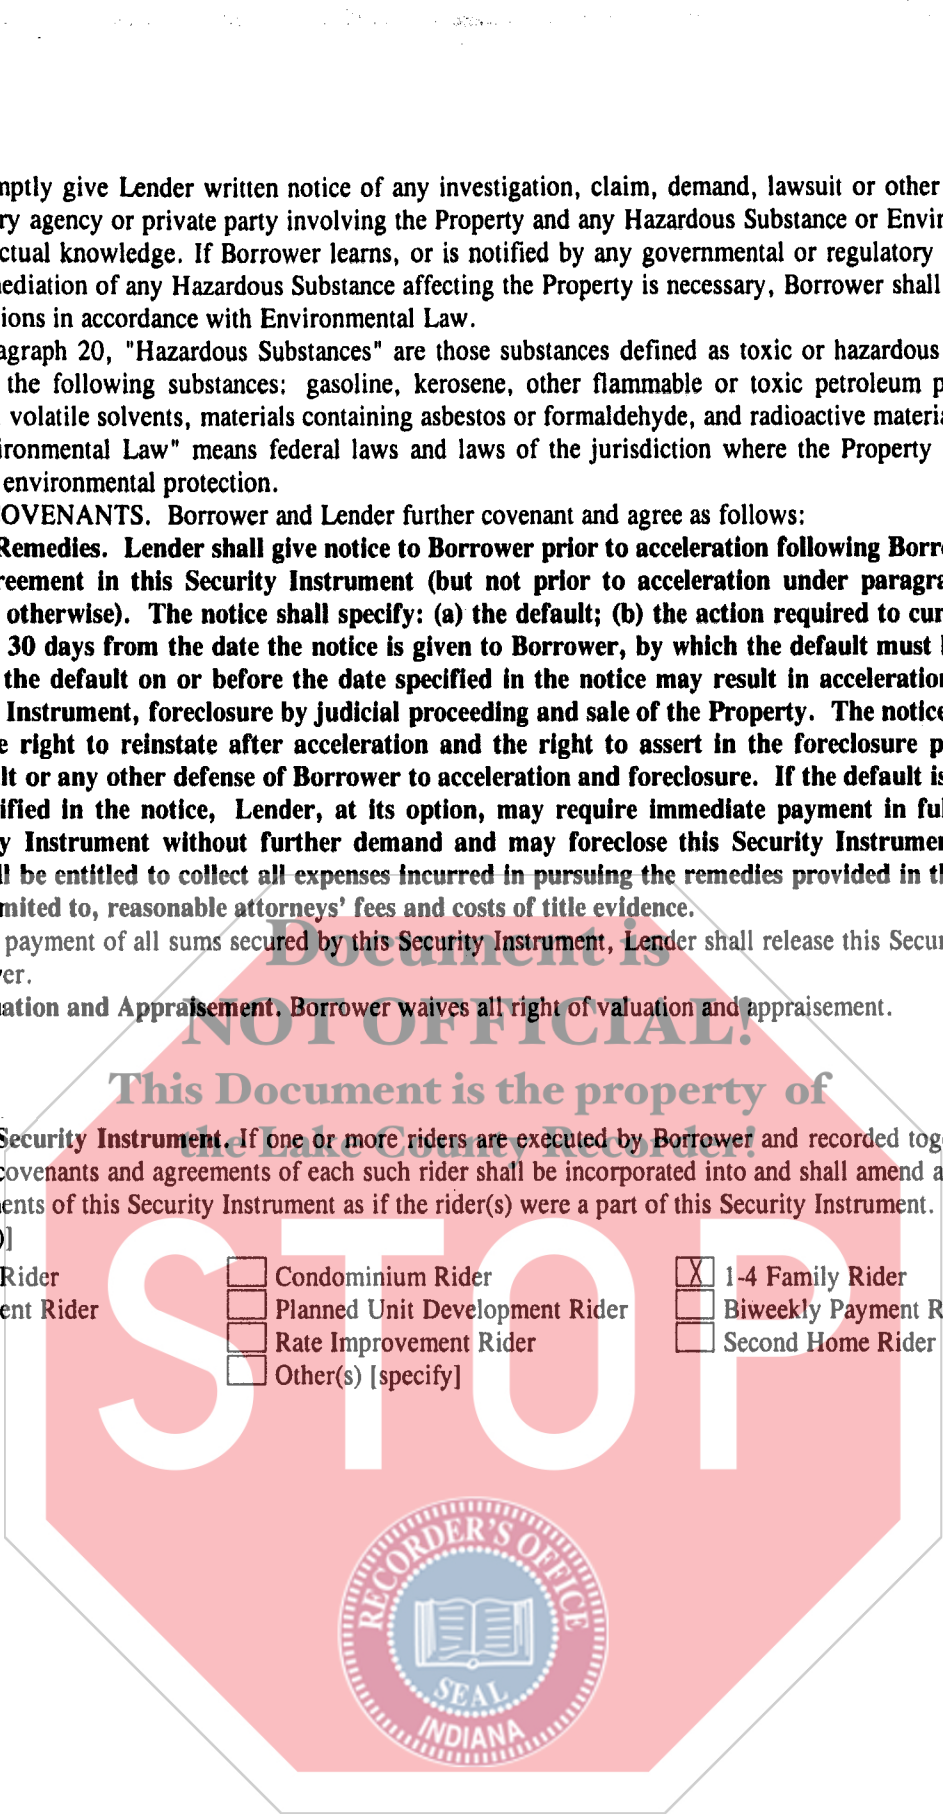 mptly give Lender written notice of any investigation, claim, demand, lawsuit or other
ry agency or private party involving the Property and any Hazardous Substance or Envir
ctual knowledge. If Borrower learns, or is notified by any governmental or regulatory
nediation of any Hazardous Substance affecting the Property is necessary, Borrower shall
ions in accordance with Environmental Law.
agraph 20, "Hazardous Substances" are those substances defined as toxic or hazardous
the following substances: gasoline, kerosene, other flammable or toxic petroleum p
volatile solvents, materials containing asbestos or formaldehyde, and radioactive materia
ironmental Law" means federal laws and laws of the jurisdiction where the Property
environmental protection.
OVENANTS. Borrower and Lender further covenant and agree as follows:
Remedies. Lender shall give notice to Borrower prior to acceleration following Borro
reement in this Security Instrument (but not prior to acceleration under paragra
otherwise). The notice shall specify: (a) the default; (b) the action required to cur
30 days from the date the notice is given to Borrower, by which the default must
the default on or before the date specified in the notice may result in acceleration
Instrument, foreclosure by judicial proceeding and sale of the Property. The notice
e right to reinstate after acceleration and the right to assert in the foreclosure p
lt or any other defense of Borrower to acceleration and foreclosure. If the default is
ified in the notice, Lender, at its option, may require immediate payment in ful
y Instrument without further demand and may foreclose this Security Instrumen
ll be entitled to collect all expenses incurred in pursuing the remedies provided in th
mited to, reasonable attorneys' fees and costs of title evidence.
payment of all sums secured by this Security Instrument, Lender shall release this Secur
er.
ation and Appraisement. Borrower waives all right of valuation and appraisement.
Document is
NOT OFFICIAL!
This Document is the property of
the Lake County Recorder!
Security Instrument. If one or more riders are executed by Borrower and recorded tog
covenants and agreements of each such rider shall be incorporated into and shall amend a
ents of this Security Instrument as if the rider(s) were a part of this Security Instrument.
)]
Rider Condominium Rider X 1-4 Family Rider
ent Rider Planned Unit Development Rider Biweekly Payment R
Rate Improvement Rider Second Home Rider
Other(s) [specify]
STOP
RECORDER'S OFFICE
SEAL
INDIANA